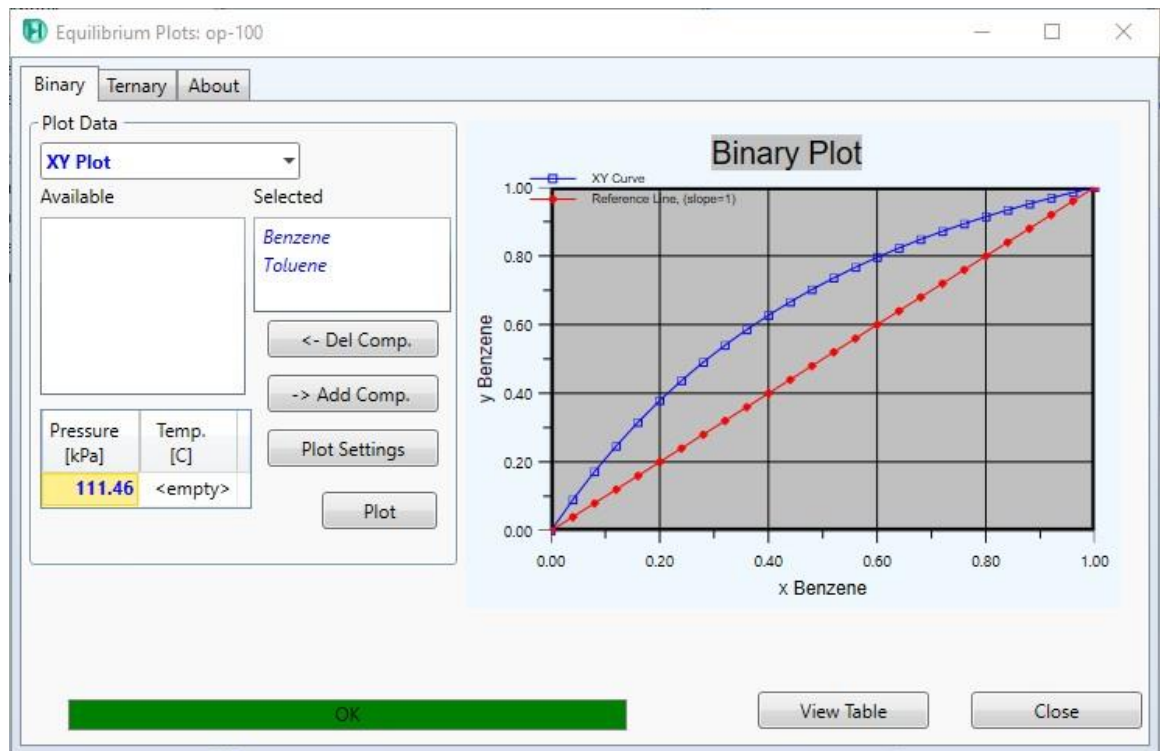 Equilibrium Plots: op-100
Binary
Ternary
About
Plot Data
XY Plot
Available
Selected
Benzene
Toluene
<- Del Comp.
-> Add Comp.
Plot Settings
Plot
Pressure [kPa]
Temp. [C]
111.46
<empty>
Binary Plot
XY Curve
Reference Line, (slope=1)
1.00
0.80
0.60
0.40
0.20
0.00
y Benzene
0.00 0.20 0.40 0.60 0.80 1.00
x Benzene
OK
View Table
Close